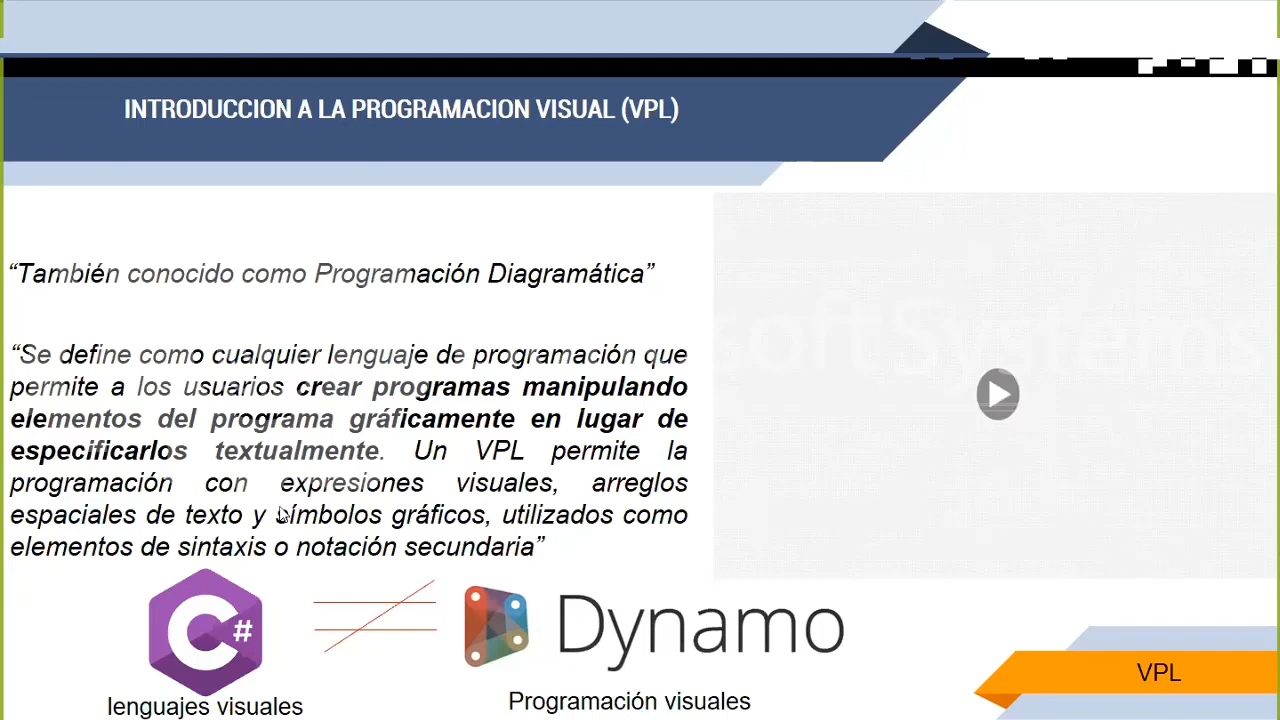 INTRODUCCION A LA PROGRAMACION VISUAL (VPL)
“También conocido como Programación Diagramática”
“Se define como cualquier lenguaje de programación que
permite a los usuarios crear programas manipulando
elementos del programa gráficamente en lugar de
especificarlos textualmente. Un VPL permite la
programación con expresiones visuales, arreglos
espaciales de texto y símbolos gráficos, utilizados como
elementos de sintaxis o notación secundaria”
soft Systems
C#
Dynamo
lenguajes visuales
Programación visuales
VPL